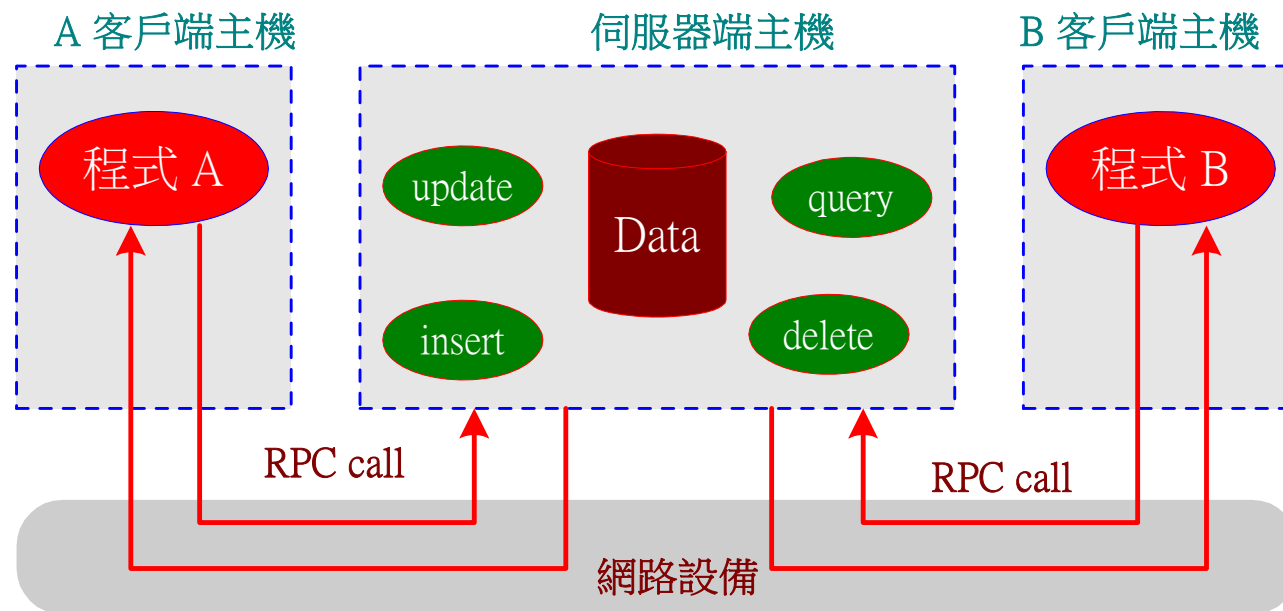 A 客戶端主機
伺服器端主機
B 客戶端主機
程式 A
update
insert
Data
query
delete
程式 B
RPC call
RPC call
網路設備